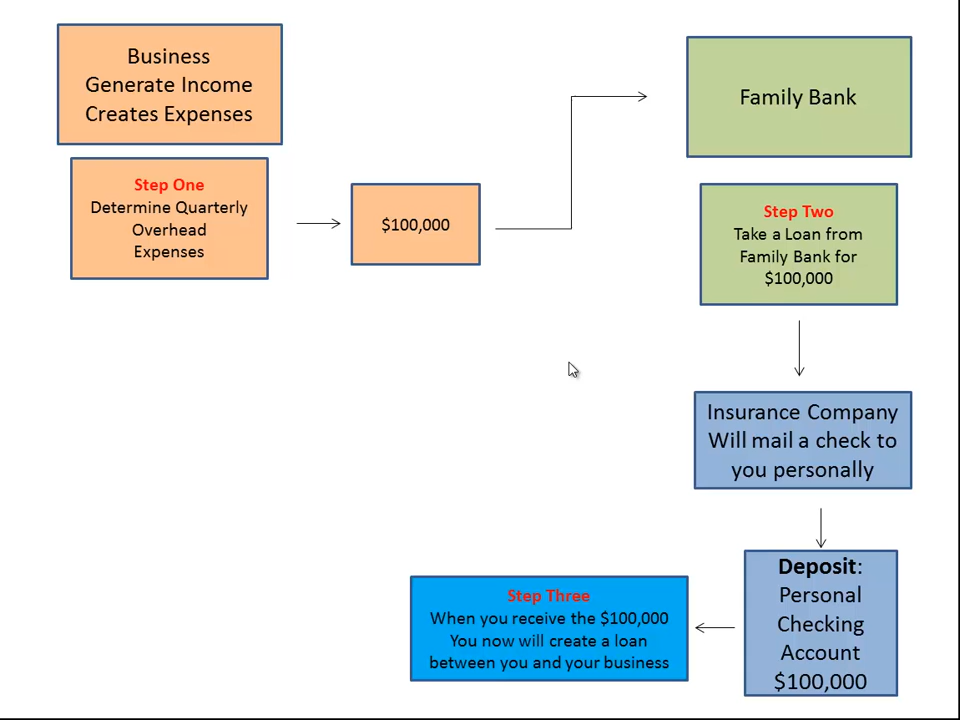 Business
Generate Income
Creates Expenses
Step One
Determine Quarterly
Overhead
Expenses
$100,000
Family Bank
Step Two
Take a Loan from
Family Bank for
$100,000
Insurance Company
Will mail a check to
you personally
Deposit:
Personal
Checking
Account
$100,000
Step Three
When you receive the $100,000
You now will create a loan
between you and your business